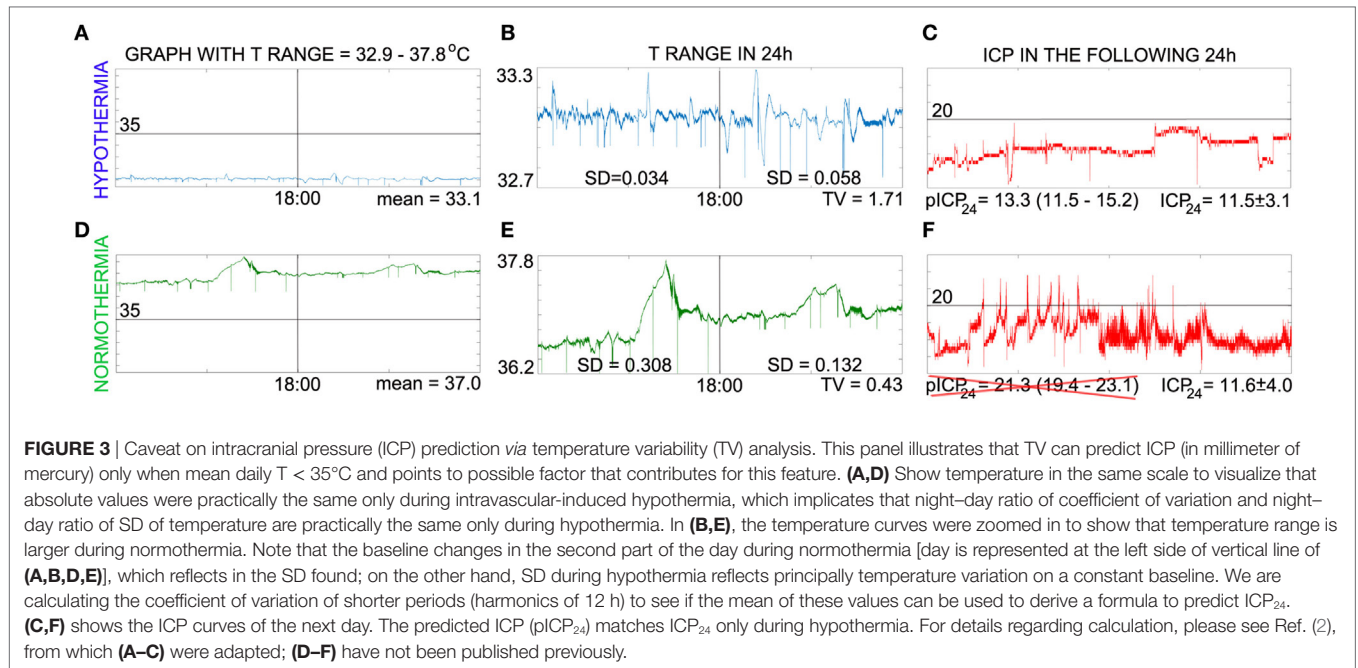 A
GRAPH WITH T RANGE = 32.9 - 37.8°C
HYPOTHERMIA
35
18:00
mean = 33.1
B
T RANGE IN 24h
33.3
32.7
SD=0.034
SD = 0.058
18:00
TV = 1.71
C
ICP IN THE FOLLOWING 24h
20
pICP24 = 13.3 (11.5 - 15.2)
ICP24 = 11.5±3.1
D
NORMOTHERMIA
35
18:00
mean = 37.0
E
37.8
36.2
SD = 0.308
SD = 0.132
18:00
TV = 0.43
F
20
pICP24 = 21.3 (19.4 - 23.1)
ICP24 = 11.6±4.0
FIGURE 3 | Caveat on intracranial pressure (ICP) prediction via temperature variability (TV) analysis. This panel illustrates that TV can predict ICP (in millimeter of
mercury) only when mean daily T < 35°C and points to possible factor that contributes for this feature. (A,D) Show temperature in the same scale to visualize that
absolute values were practically the same only during intravascular-induced hypothermia, which implicates that night–day ratio of coefficient of variation and night–
day ratio of SD of temperature are practically the same only during hypothermia. In (B,E), the temperature curves were zoomed in to show that temperature range is
larger during normothermia. Note that the baseline changes in the second part of the day during normothermia [day is represented at the left side of vertical line of
(A,B,D,E)], which reflects in the SD found; on the other hand, SD during hypothermia reflects principally temperature variation on a constant baseline. We are
calculating the coefficient of variation of shorter periods (harmonics of 12 h) to see if the mean of these values can be used to derive a formula to predict ICP24.
(C,F) shows the ICP curves of the next day. The predicted ICP (pICP24) matches ICP24 only during hypothermia. For details regarding calculation, please see Ref. (2),
from which (A–C) were adapted; (D–F) have not been published previously.